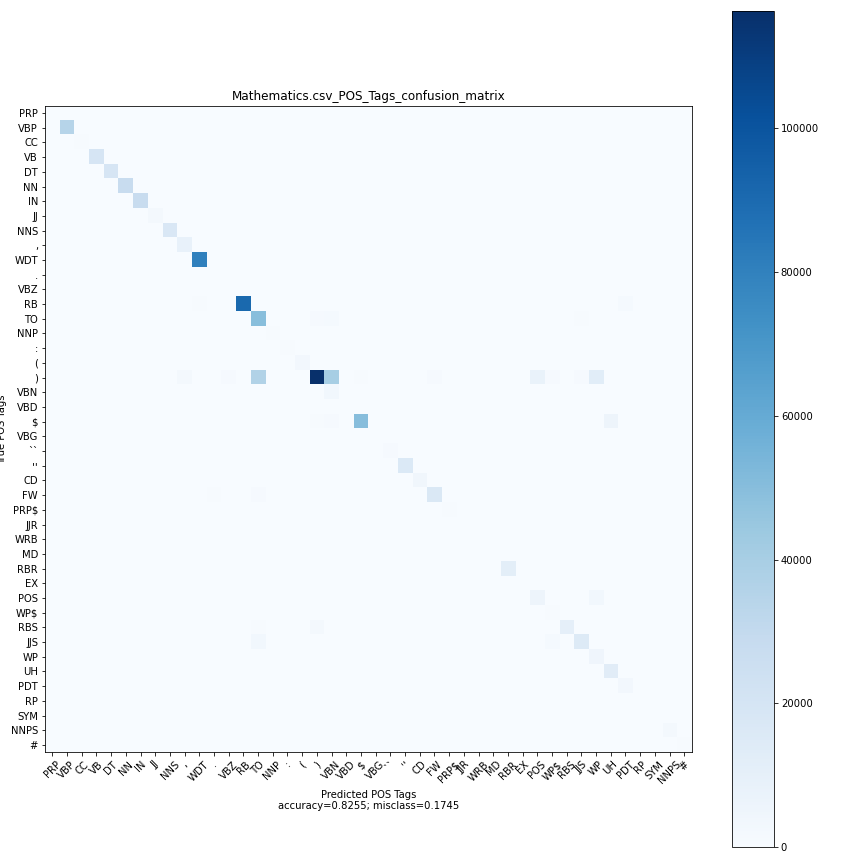 Mathematics.csv_POS_Tags_confusion_matrix
PRP
VBP
CC
VB
DT
NN
IN
JJ
NNS
,
WDT
.
VBZ
RB
TO
NNP
:
(
)
VBN
VBD
$
VBG
``
''
CD
FW
PRP$
JJR
WRB
MD
RBR
EX
POS
WP$
RBS
JJS
WP
UH
PDT
RP
SYM
NNPS
#
True POS Tags
PRP VBP CC VB DT NN IN JJ NNS , WDT . VBZ RB TO NNP : ( ) VBN VBD $ VBG `` '' CD FW PRP$ JJR WRB MD RBR EX POS WP$ RBS JJS WP UH PDT RP SYM NNPS #
Predicted POS Tags
accuracy=0.8255; misclass=0.1745
100000
80000
60000
40000
20000
0